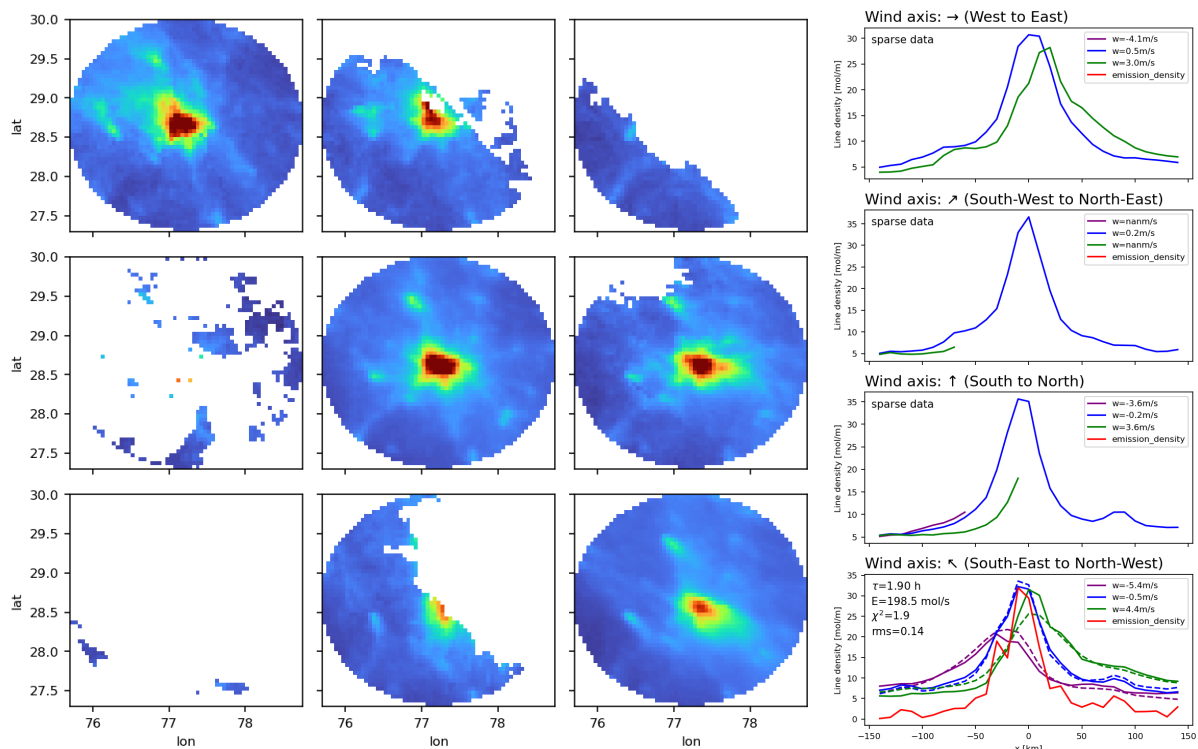 30.0
29.5
29.0
28.5
28.0
27.5
lat
30.0
29.5
29.0
28.5
28.0
27.5
lat
30.0
29.5
29.0
28.5
28.0
27.5
lat
76 77 78
lon
76 77 78
lon
76 77 78
lon
Wind axis: → (West to East)
sparse data
w=-4.1m/s
w=0.5m/s
w=3.0m/s
emission_density
Line density [mol/m]
30
25
20
15
10
5
Wind axis: ↗ (South-West to North-East)
sparse data
w=nanm/s
w=0.2m/s
w=nanm/s
emission_density
Line density [mol/m]
35
30
25
20
15
10
5
Wind axis: ↑ (South to North)
sparse data
w=-3.6m/s
w=-0.2m/s
w=3.6m/s
emission_density
Line density [mol/m]
35
30
25
20
15
10
5
Wind axis: ↖ (South-East to North-West)
τ=1.90 h
E=198.5 mol/s
χ²=1.9
rms=0.14
w=-5.4m/s
w=-0.5m/s
w=4.4m/s
emission_density
Line density [mol/m]
35
30
25
20
15
10
5
0
−150 −100 −50 0 50 100 150
x [km]